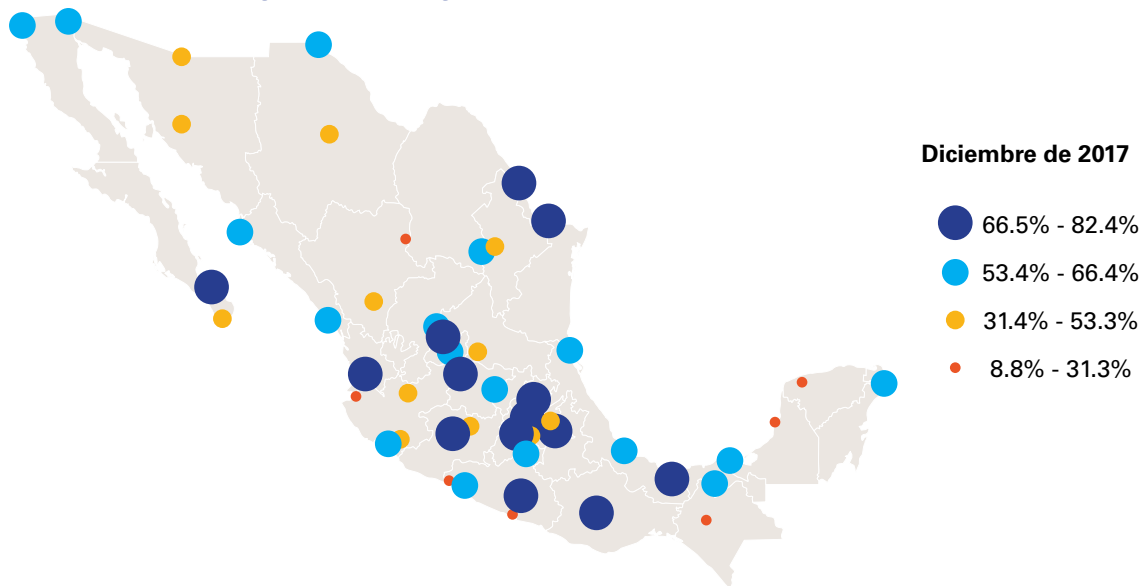 Diciembre de 2017
66.5% - 82.4%
53.4% - 66.4%
31.4% - 53.3%
8.8% - 31.3%